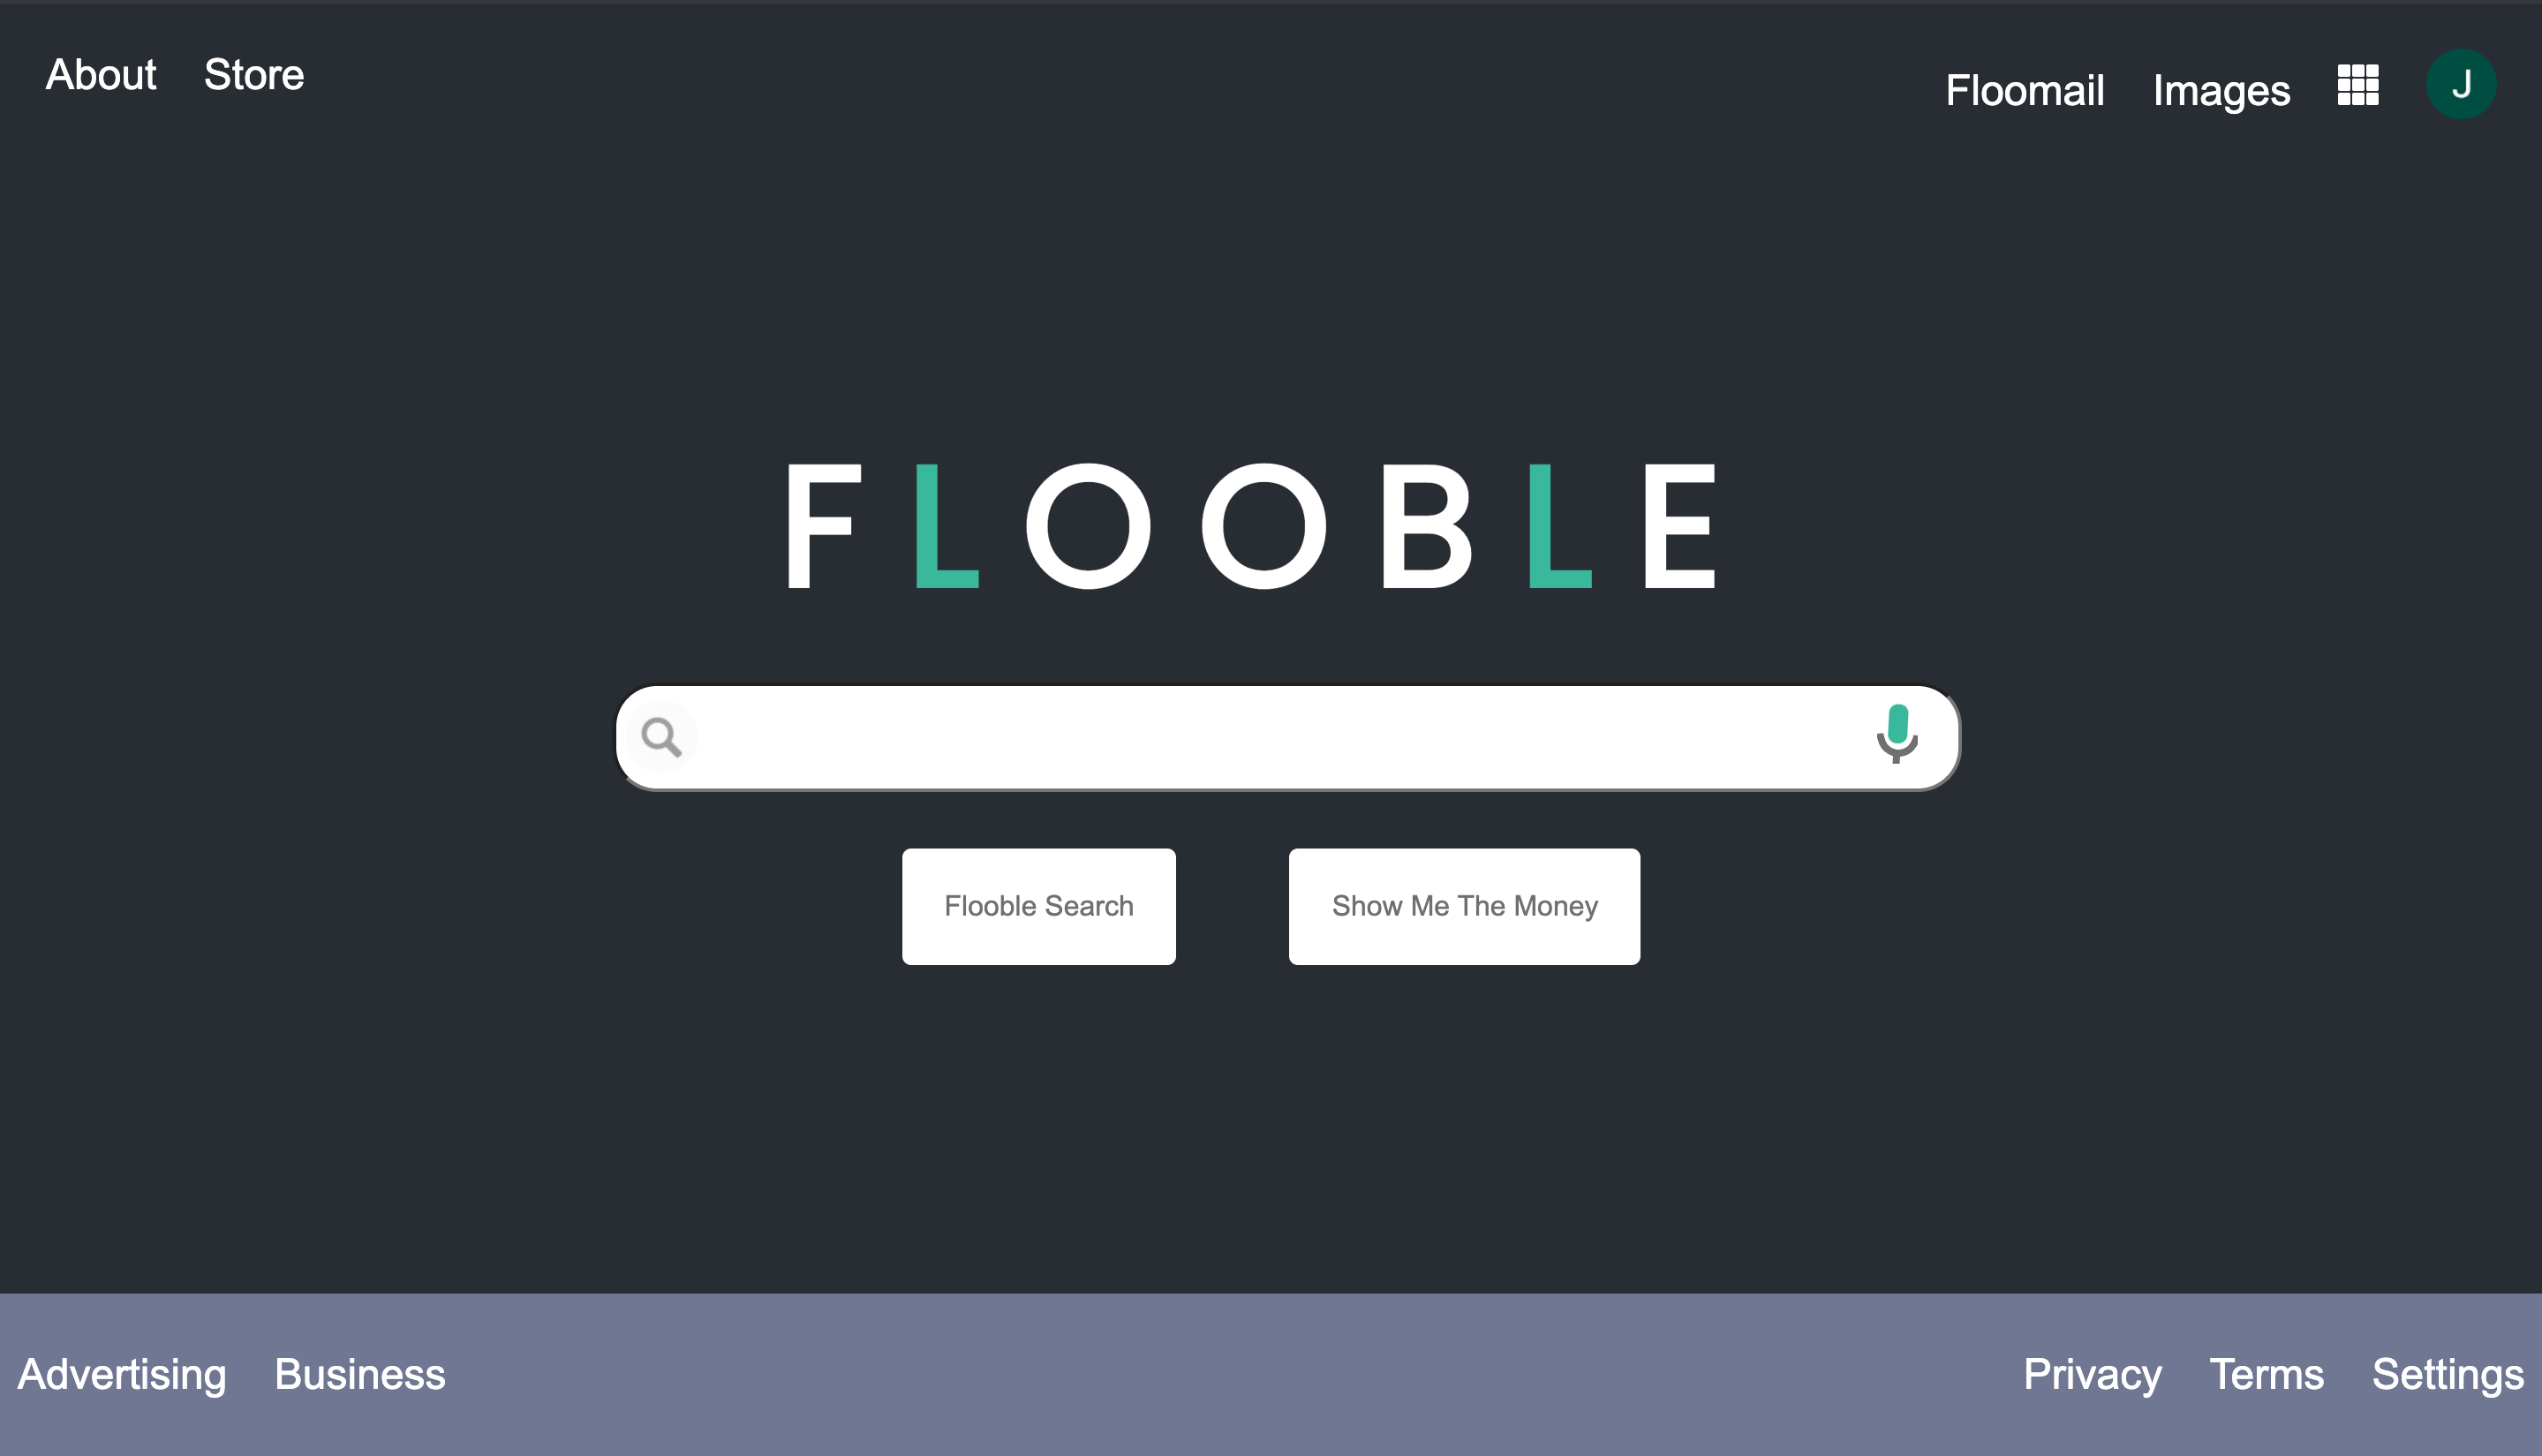 About Store
Floomail Images J
FLOOBLE
Flooble Search Show Me The Money
Advertising Business Privacy Terms Settings